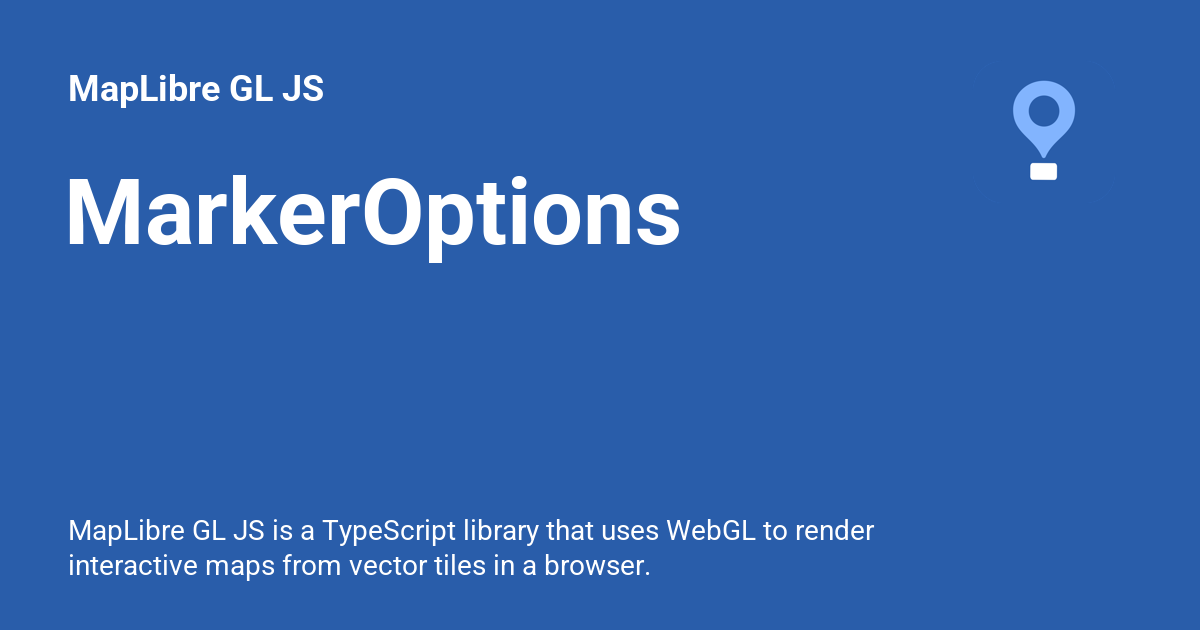 MapLibre GL JS
MarkerOptions
MapLibre GL JS is a TypeScript library that uses WebGL to render
interactive maps from vector tiles in a browser.